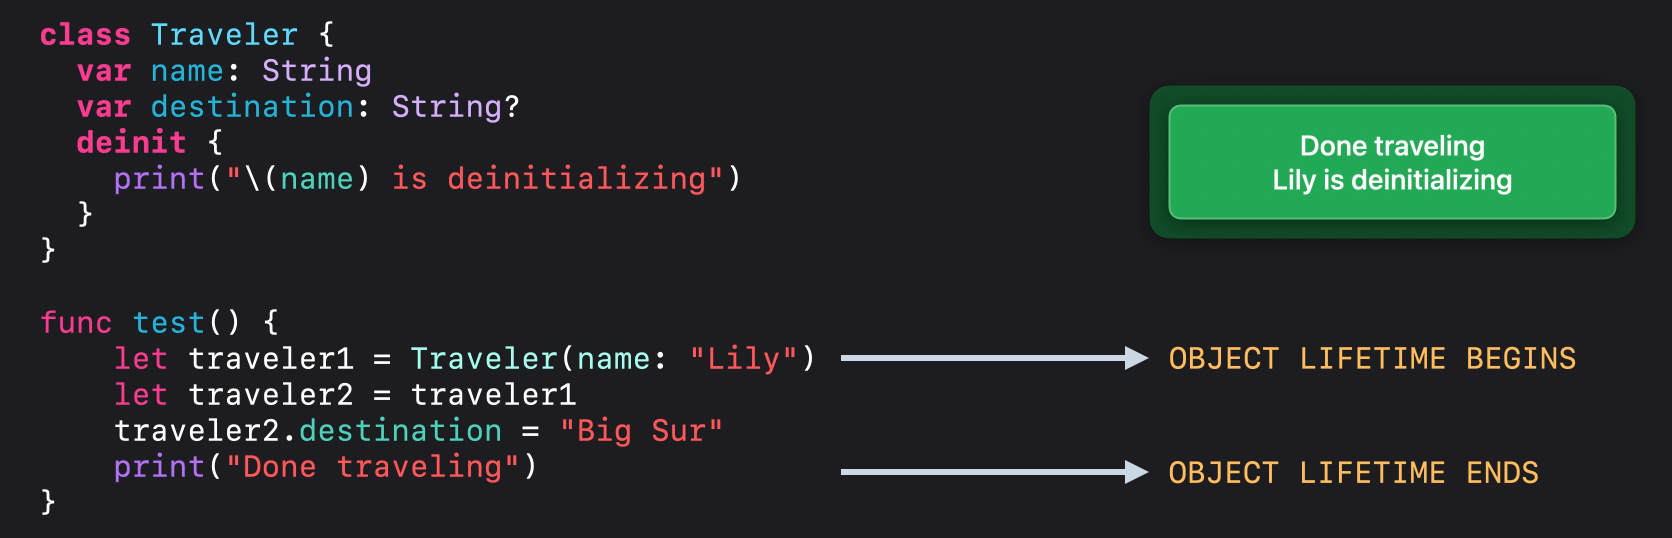 class Traveler {
  var name: String
  var destination: String?
  deinit {
    print("\(name) is deinitializing")
  }
}
Done traveling
Lily is deinitializing
func test() {
    let traveler1 = Traveler(name: "Lily")
OBJECT LIFETIME BEGINS
    let traveler2 = traveler1
    traveler2.destination = "Big Sur"
    print("Done traveling")
OBJECT LIFETIME ENDS
}